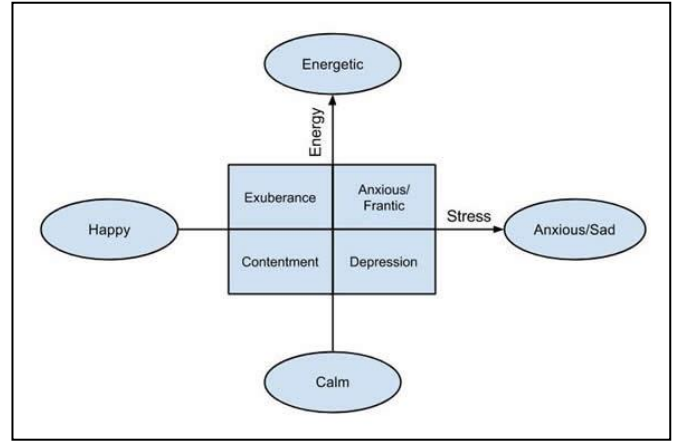 Energetic
Energy
Exuberance
Anxious/
Frantic
Happy
Stress
Anxious/Sad
Contentment
Depression
Calm